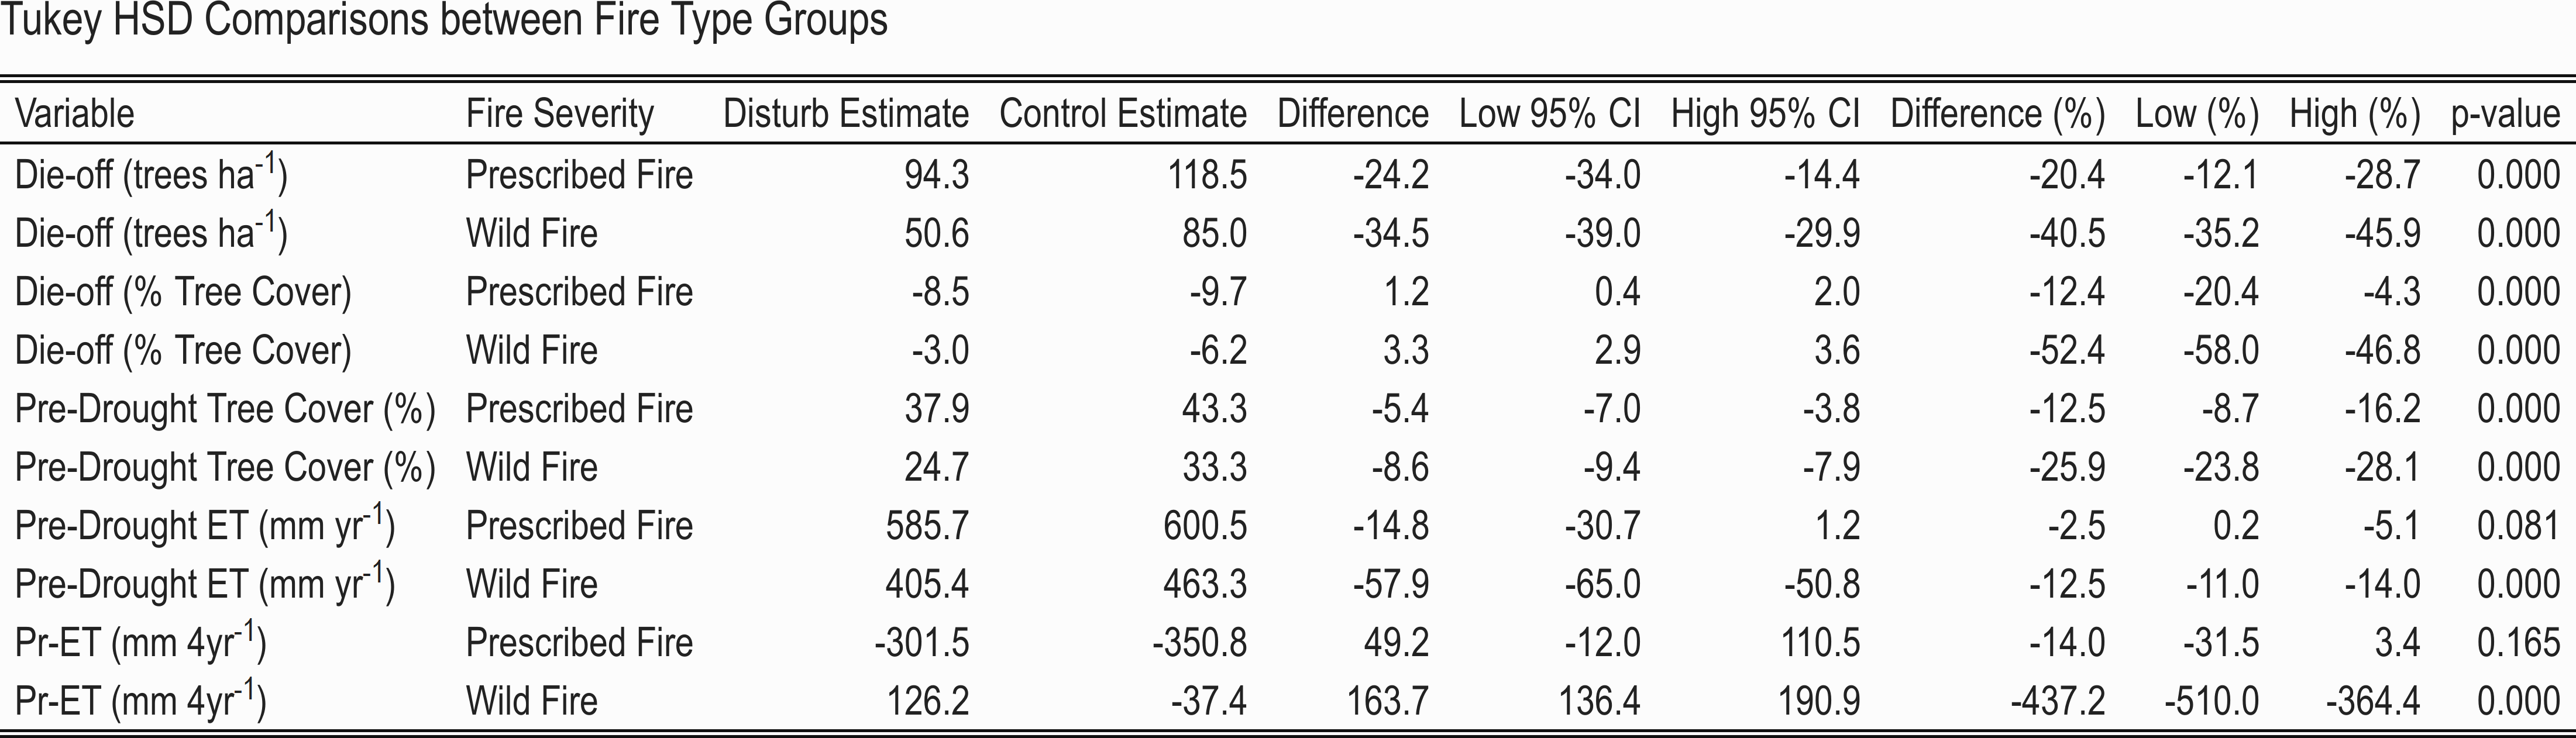 Tukey HSD Comparisons between Fire Type Groups
Variable Fire Severity Disturb Estimate Control Estimate Difference Low 95% CI High 95% CI Difference (%) Low (%) High (%) p-value
Die-off (trees ha-1) Prescribed Fire 94.3 118.5 -24.2 -34.0 -14.4 -20.4 -12.1 -28.7 0.000
Die-off (trees ha-1) Wild Fire 50.6 85.0 -34.5 -39.0 -29.9 -40.5 -35.2 -45.9 0.000
Die-off (% Tree Cover) Prescribed Fire -8.5 -9.7 1.2 0.4 2.0 -12.4 -20.4 -4.3 0.000
Die-off (% Tree Cover) Wild Fire -3.0 -6.2 3.3 2.9 3.6 -52.4 -58.0 -46.8 0.000
Pre-Drought Tree Cover (%) Prescribed Fire 37.9 43.3 -5.4 -7.0 -3.8 -12.5 -8.7 -16.2 0.000
Pre-Drought Tree Cover (%) Wild Fire 24.7 33.3 -8.6 -9.4 -7.9 -25.9 -23.8 -28.1 0.000
Pre-Drought ET (mm yr-1) Prescribed Fire 585.7 600.5 -14.8 -30.7 1.2 -2.5 0.2 -5.1 0.081
Pre-Drought ET (mm yr-1) Wild Fire 405.4 463.3 -57.9 -65.0 -50.8 -12.5 -11.0 -14.0 0.000
Pr-ET (mm 4yr-1) Prescribed Fire -301.5 -350.8 49.2 -12.0 110.5 -14.0 -31.5 3.4 0.165
Pr-ET (mm 4yr-1) Wild Fire 126.2 -37.4 163.7 136.4 190.9 -437.2 -510.0 -364.4 0.000